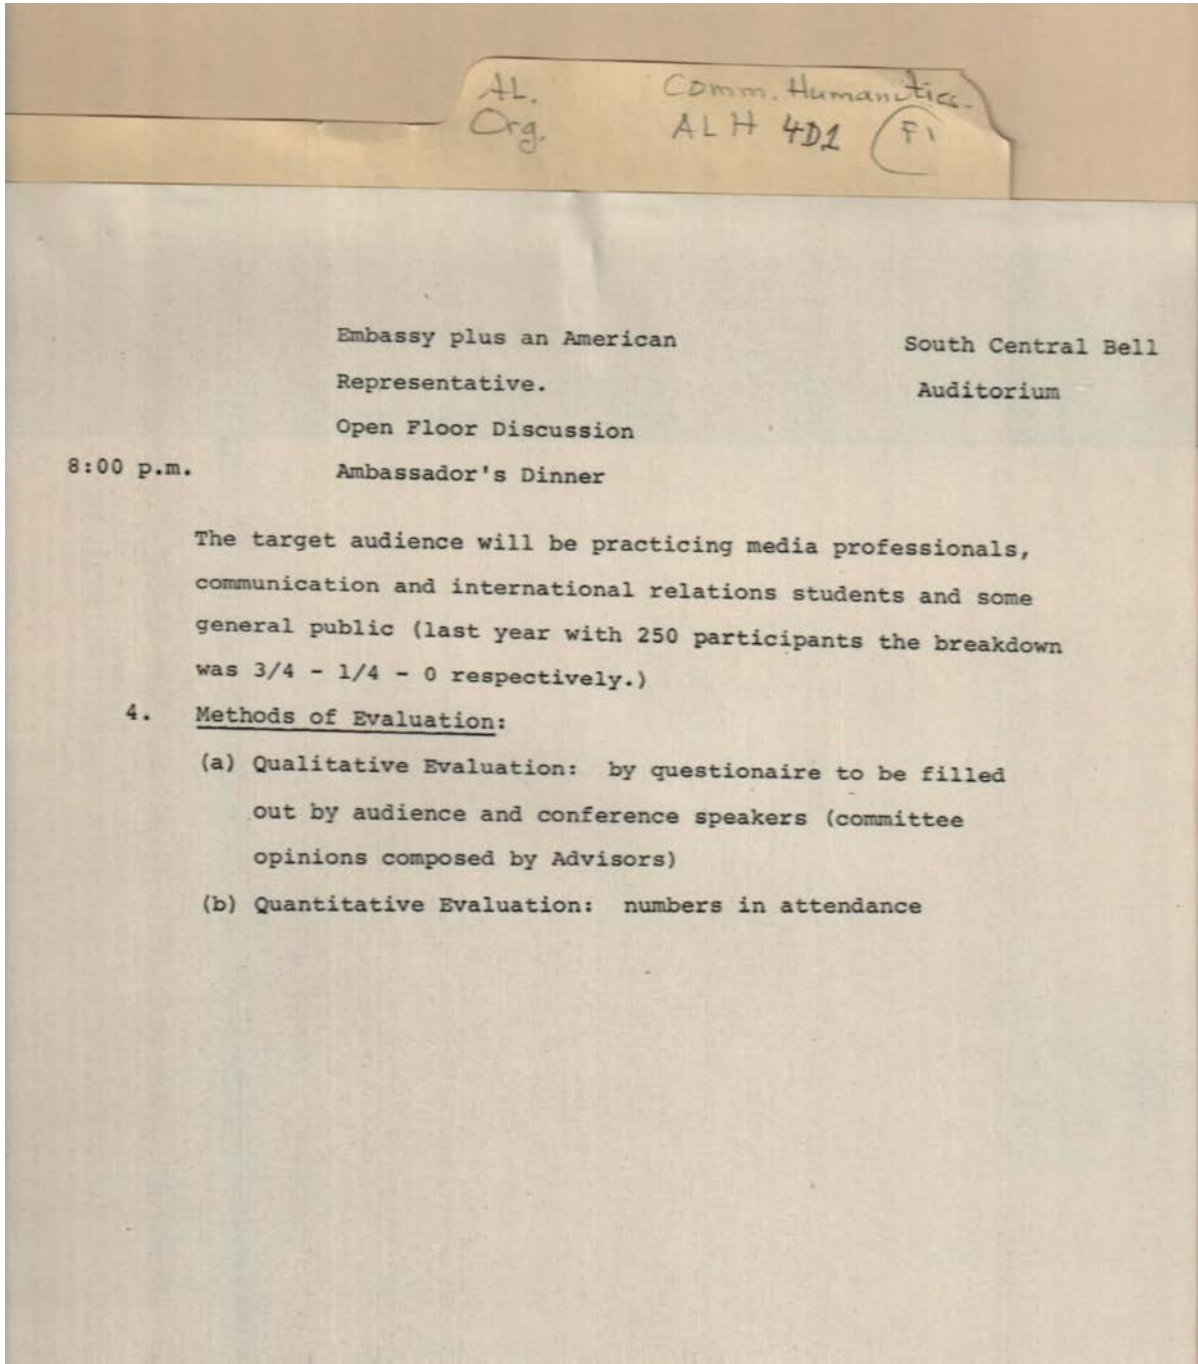 AL. Comm. Humanities.
Org. ALH 4D1 F1
Embassy plus an American South Central Bell
Representative. Auditorium
Open Floor Discussion
8:00 p.m. Ambassador's Dinner
The target audience will be practicing media professionals,
communication and international relations students and some
general public (last year with 250 participants the breakdown
was 3/4 - 1/4 - 0 respectively.)
4. Methods of Evaluation:
(a) Qualitative Evaluation: by questionaire to be filled
out by audience and conference speakers (committee
opinions composed by Advisors)
(b) Quantitative Evaluation: numbers in attendance